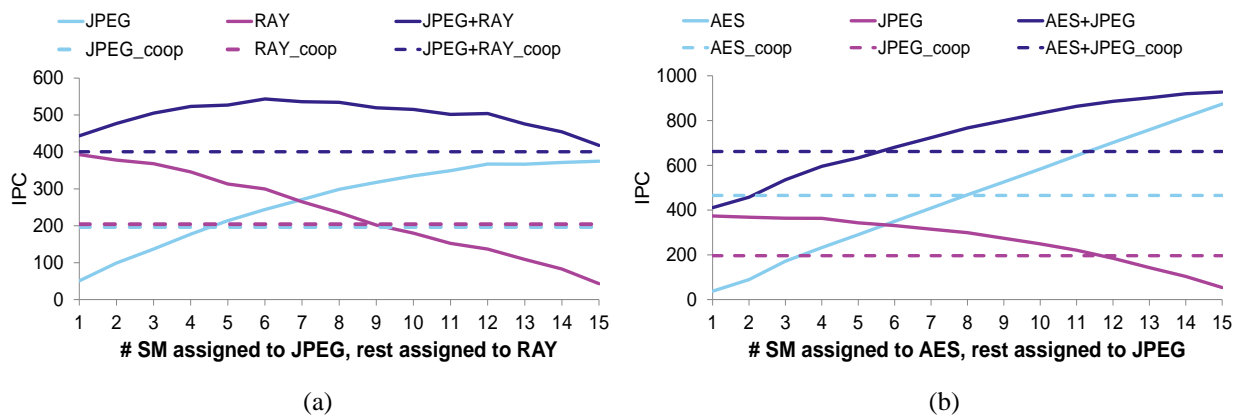 JPEG RAY JPEG+RAY
JPEG_coop RAY_coop JPEG+RAY_coop
600
500
400
300
200
100
0
IPC
1 2 3 4 5 6 7 8 9 10 11 12 13 14 15
# SM assigned to JPEG, rest assigned to RAY
(a)
AES JPEG AES+JPEG
AES_coop JPEG_coop AES+JPEG_coop
1000
800
600
400
200
0
IPC
1 2 3 4 5 6 7 8 9 10 11 12 13 14 15
# SM assigned to AES, rest assigned to JPEG
(b)